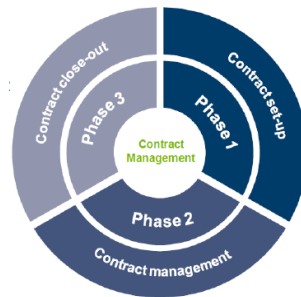 Contract
Management
Phase 1
Contract set-up
Phase 2
Contract management
Phase 3
Contract close-out